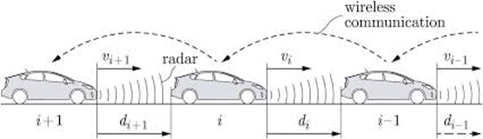 wireless
communication
v_{i+1} radar v_i v_{i-1}
i+1 i i-1
d_{i+1} d_i d_{i-1}